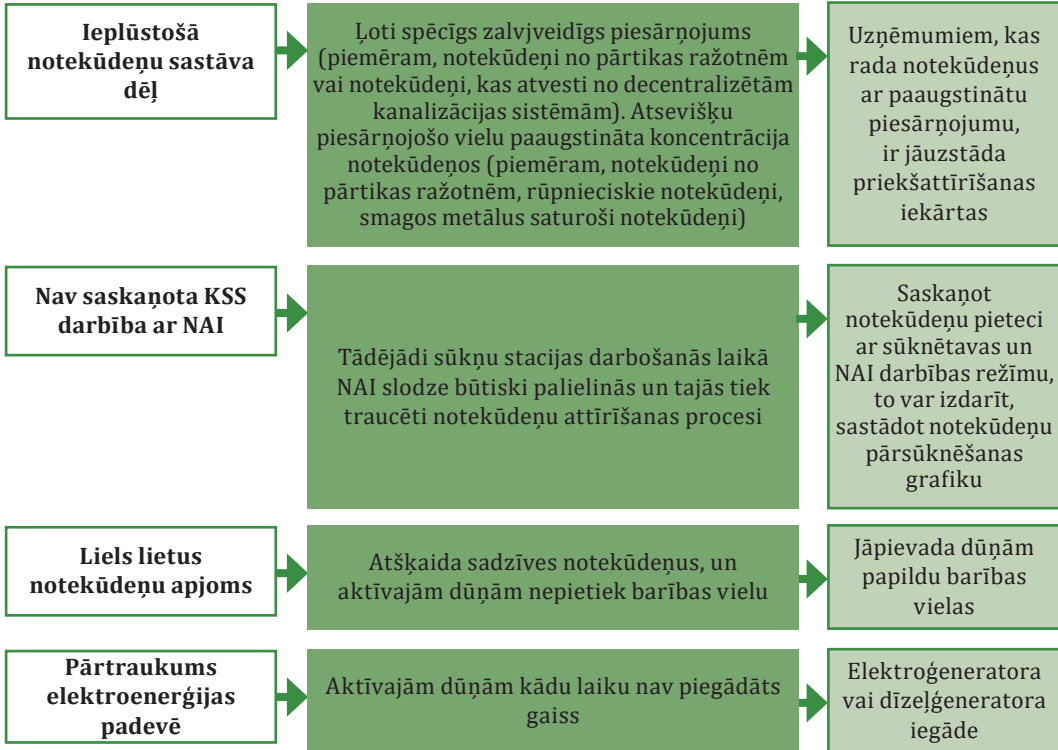 Ieplūstošā
notekūdeņu sastāva
dēļ
Ļoti spēcīgs zalvjveidīgs piesārņojums
(piemēram, notekūdeņi no pārtikas ražotnēm
vai notekūdeņi, kas atvesti no decentralizētām
kanalizācijas sistēmām). Atsevišķu
piesārņojošo vielu paaugstināta koncentrācija
notekūdeņos (piemēram, notekūdeņi no
pārtikas ražotnēm, rūpnieciskie notekūdeņi,
smagos metālus saturoši notekūdeņi)
Uzņēmumiem, kas
rada notekūdeņus
ar paaugstinātu
piesārņojumu,
ir jāuzstāda
priekšattīrīšanas
iekārtas
Nav saskaņota KSS
darbība ar NAI
Tādējādi sūkņu stacijas darbošanās laikā
NAI slodze būtiski palielinās un tajās tiek
traucēti notekūdeņu attīrīšanas procesi
Saskaņot
notekūdeņu pieteci
ar sūknētavas un
NAI darbības režīmu,
to var izdarīt,
sastādot notekūdeņu
pārsūknēšanas
grafiku
Liels lietus
notekūdeņu apjoms
Atšķaida sadzīves notekūdeņus, un
aktīvajām dūņām nepietiek barības vielu
Jāpievada dūņām
papildu barības
vielas
Pārtraukums
elektroenerģijas
padevē
Aktīvajām dūņām kādu laiku nav piegādāts
gaiss
Elektroģeneratora
vai dīzeļģeneratora
iegāde